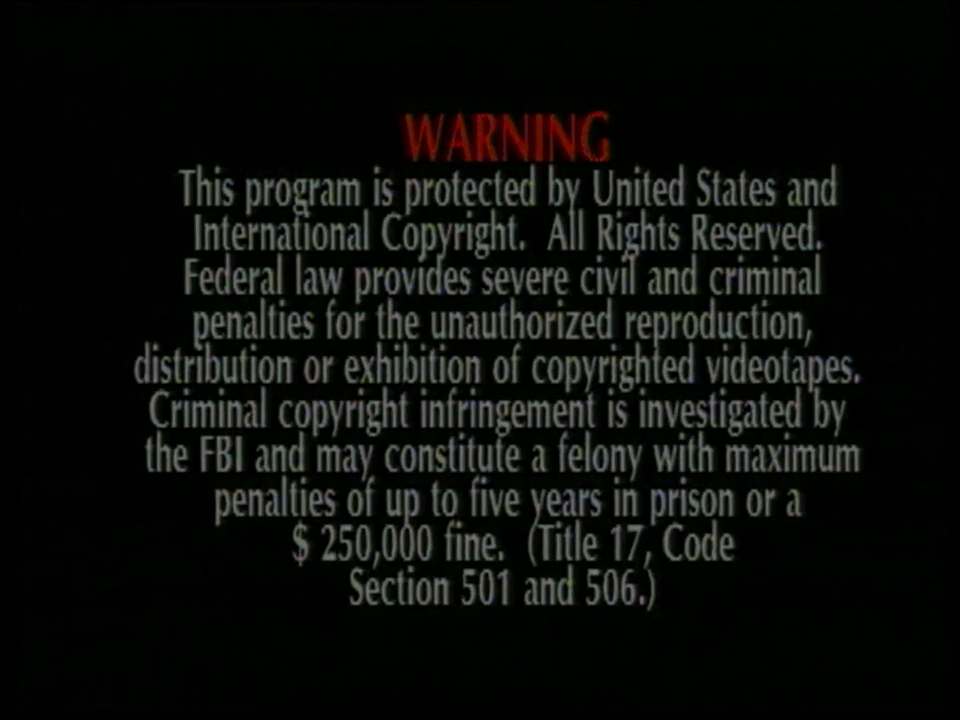 WARNING
This program is protected by United States and
International Copyright.  All Rights Reserved.
Federal law provides severe civil and criminal
penalties for the unauthorized reproduction,
distribution or exhibition of copyrighted videotapes.
Criminal copyright infringement is investigated by
the FBI and may constitute a felony with maximum
penalties of up to five years in prison or a
$ 250,000 fine.  (Title 17, Code
Section 501 and 506.)